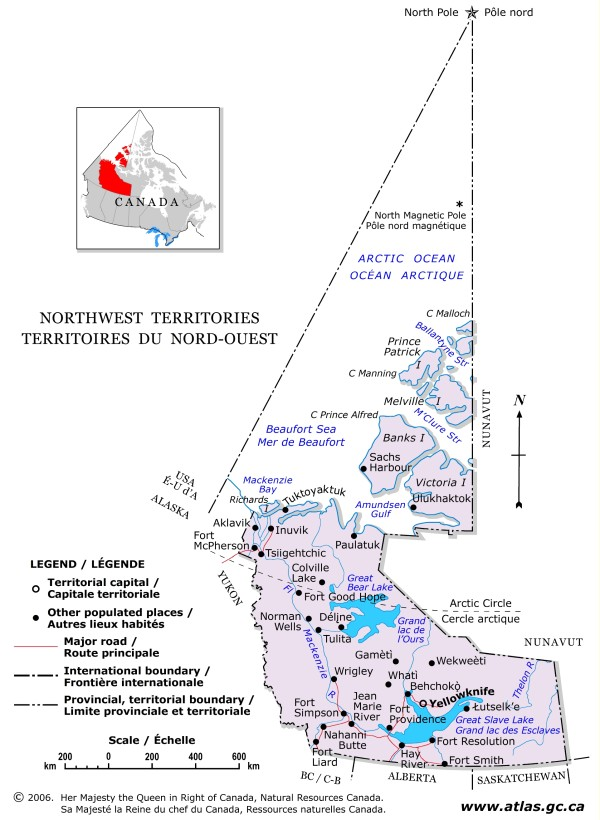 North Pole Pôle nord
North Magnetic Pole
Pôle nord magnétique
CANADA
ARCTIC OCEAN
OCÉAN ARCTIQUE
NORTHWEST TERRITORIES
TERRITOIRES DU NORD-OUEST
C Malloch
Ballantyne Str
Prince
Patrick
I
C Manning
Melville I
M'Clure Str
NUNAVUT
N
C Prince Alfred
Beaufort Sea
Mer de Beaufort
Banks I
Sachs
Harbour
Victoria I
Ulukhaktok
Amundsen
Gulf
USA
É-U d'A
ALASKA
Mackenzie
Bay
Richards
I
Tuktoyaktuk
Aklavik
Inuvik
Fort
McPherson
Tsiigehtchic
Paulatuk
YUKON
Colville
Lake
Great
Bear Lake
Fort Good Hope
Arctic Circle
Cercle arctique
Norman
Wells
Déljne
Tulita
Grand
lac de
l'Ours
Fl
Mackenzie
R
NUNAVUT
Gamètì
Wekweètì
Wrigley
Whatì
Behchokò
Yellowknife
Thelon R
Jean
Marie
River
Fort
Simpson
Fort
Providence
Łutselk'e
Great Slave Lake
Grand lac des Esclaves
Nahanni
Butte
Fort Resolution
Fort
Liard
Hay
River
Fort Smith
BC / C-B
ALBERTA
SASKATCHEWAN
LEGEND / LÉGENDE
Territorial capital /
Capitale territoriale
Other populated places /
Autres lieux habités
Major road /
Route principale
International boundary /
Frontière internationale
Provincial, territorial boundary /
Limite provinciale et territoriale
Scale / Échelle
200 0 200 400 600
km km
© 2006. Her Majesty the Queen in Right of Canada, Natural Resources Canada.
Sa Majesté la Reine du chef du Canada, Ressources naturelles Canada.
www.atlas.gc.ca